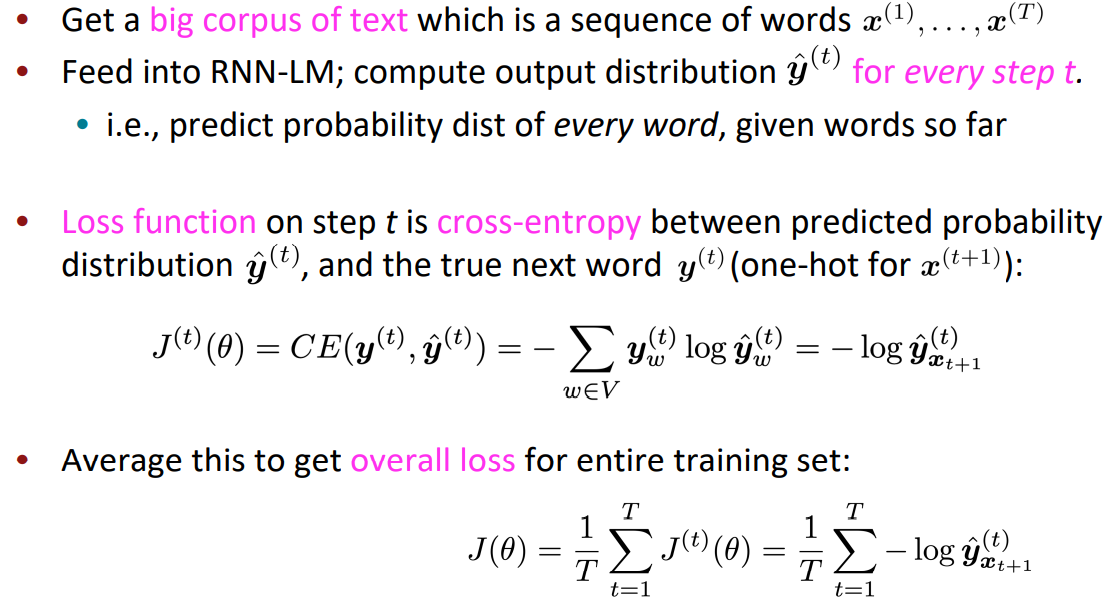 • Get a big corpus of text which is a sequence of words $\boldsymbol{x}^{(1)}, \ldots, \boldsymbol{x}^{(T)}$
• Feed into RNN-LM; compute output distribution $\hat{\boldsymbol{y}}^{(t)}$ for every step t.
• i.e., predict probability dist of every word, given words so far
• Loss function on step t is cross-entropy between predicted probability
distribution $\hat{\boldsymbol{y}}^{(t)}$, and the true next word $\boldsymbol{y}^{(t)}$ (one-hot for $\boldsymbol{x}^{(t+1)}$):
$J^{(t)}(\theta) = CE(\boldsymbol{y}^{(t)}, \hat{\boldsymbol{y}}^{(t)}) = -\sum_{w \in V} \boldsymbol{y}_w^{(t)} \log \hat{\boldsymbol{y}}_w^{(t)} = -\log \hat{\boldsymbol{y}}_{\boldsymbol{x}_{t+1}}^{(t)}$
• Average this to get overall loss for entire training set:
$J(\theta) = \frac{1}{T} \sum_{t=1}^{T} J^{(t)}(\theta) = \frac{1}{T} \sum_{t=1}^{T} -\log \hat{\boldsymbol{y}}_{\boldsymbol{x}_{t+1}}^{(t)}$